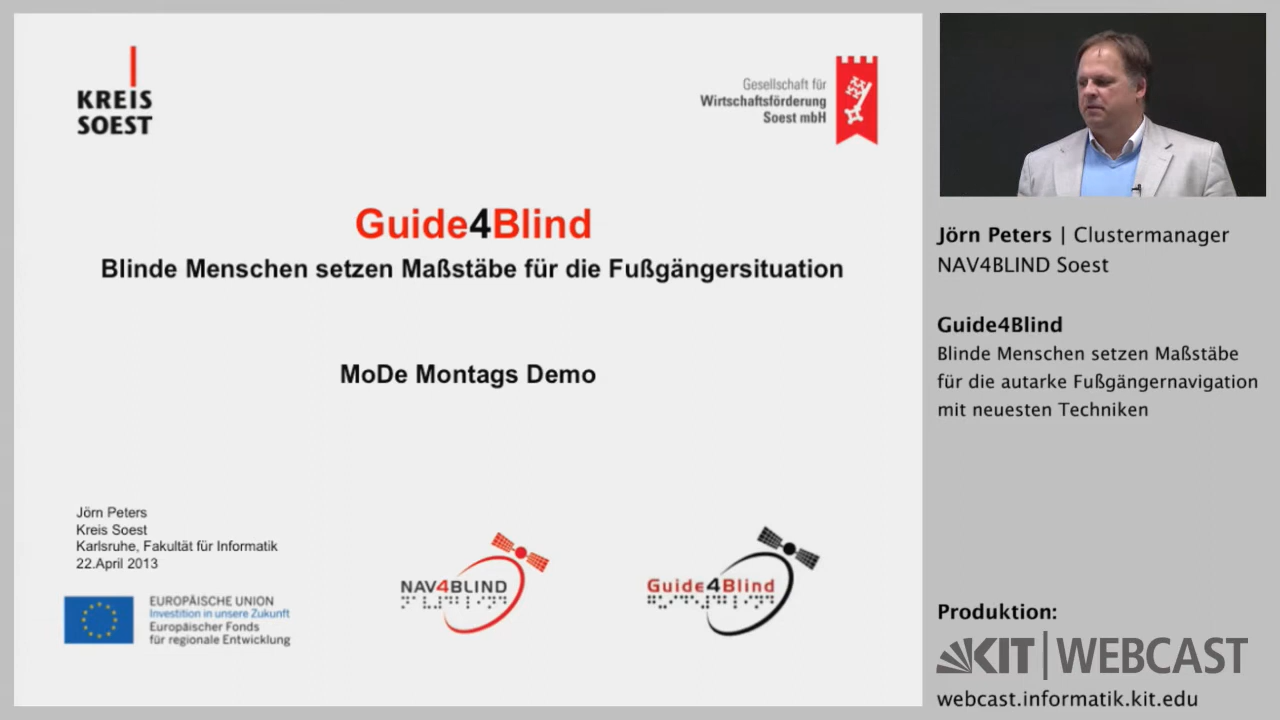 KREIS
SOEST
Gesellschaft für
Wirtschaftsförderung
Soest mbH
Guide4Blind
Blinde Menschen setzen Maßstäbe für die Fußgängersituation
MoDe Montags Demo
Jörn Peters
Kreis Soest
Karlsruhe, Fakultät für Informatik
22.April 2013
EUROPÄISCHE UNION
Investition in unsere Zukunft
Europäischer Fonds
für regionale Entwicklung
NAV4BLIND
Guide4Blind
Jörn Peters | Clustermanager
NAV4BLIND Soest
Guide4Blind
Blinde Menschen setzen Maßstäbe
für die autarke Fußgängernavigation
mit neuesten Techniken
Produktion:
KIT | WEBCAST
webcast.informatik.kit.edu